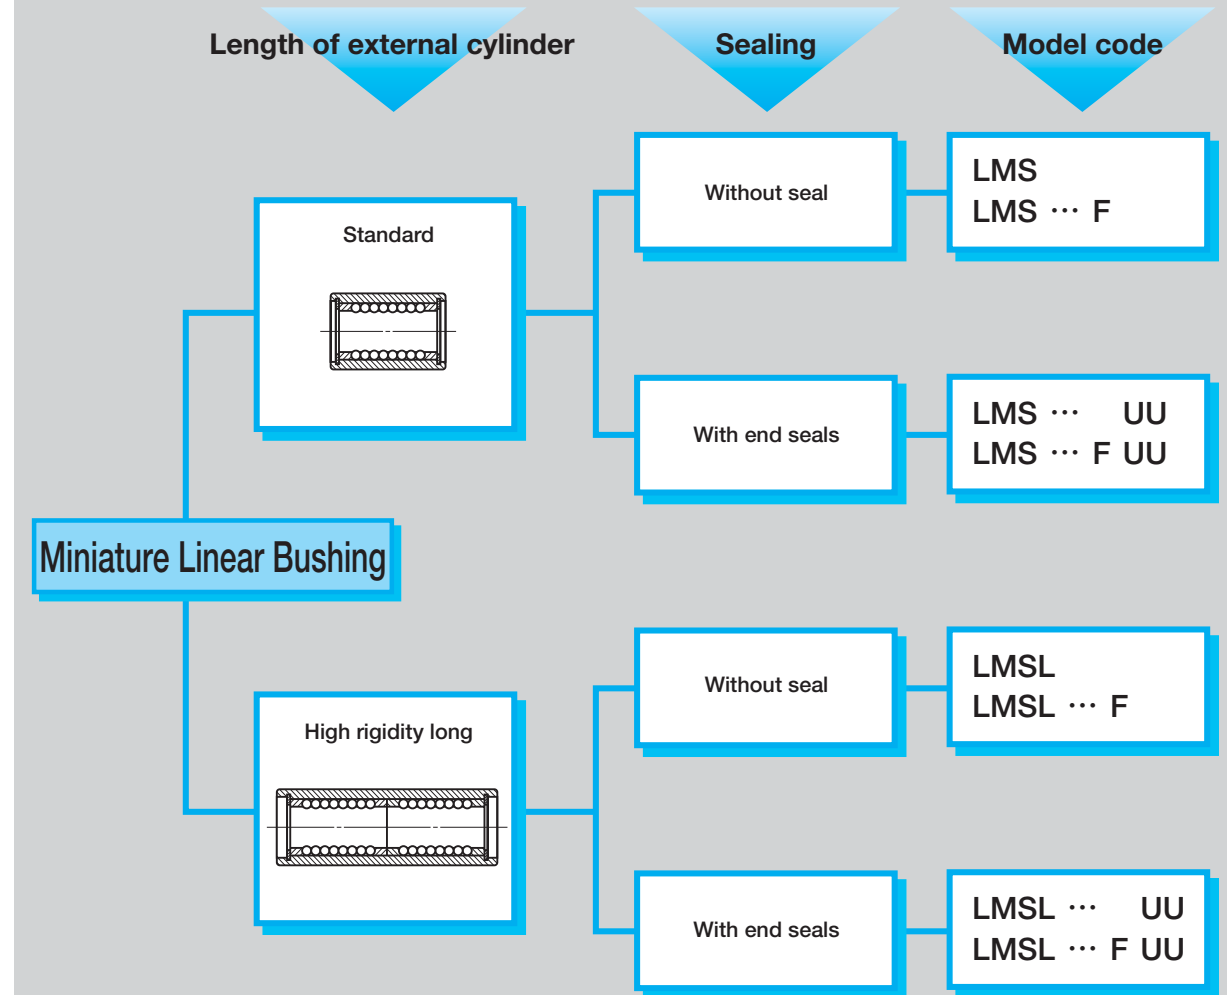 Length of external cylinder
Sealing
Model code
Miniature Linear Bushing
Standard
Without seal
LMS
LMS ··· F
With end seals
LMS ··· UU
LMS ··· F UU
High rigidity long
Without seal
LMSL
LMSL ··· F
With end seals
LMSL ··· UU
LMSL ··· F UU